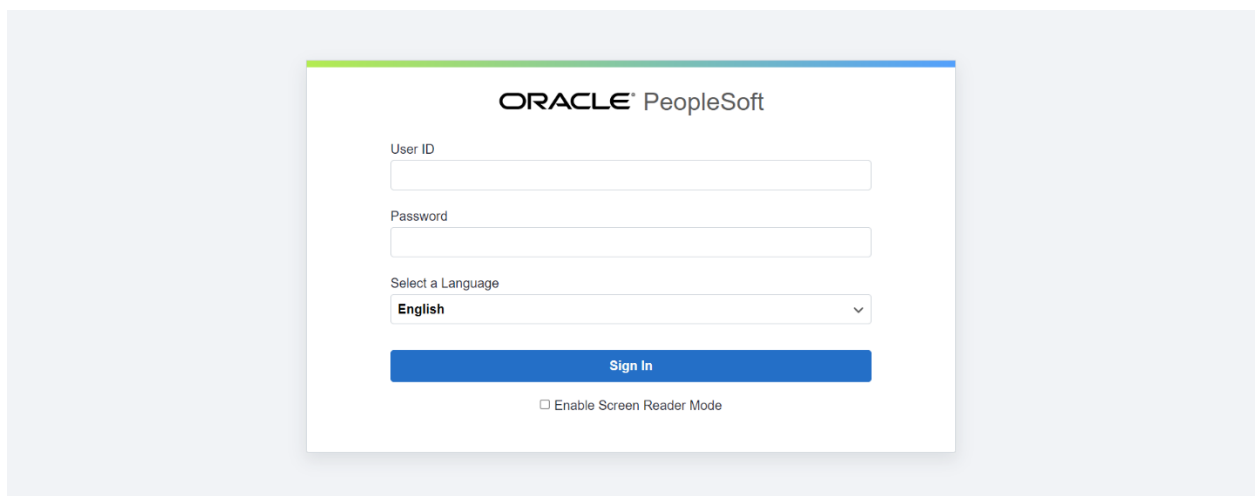 ORACLE® PeopleSoft
User ID
Password
Select a Language
English
Sign In
Enable Screen Reader Mode